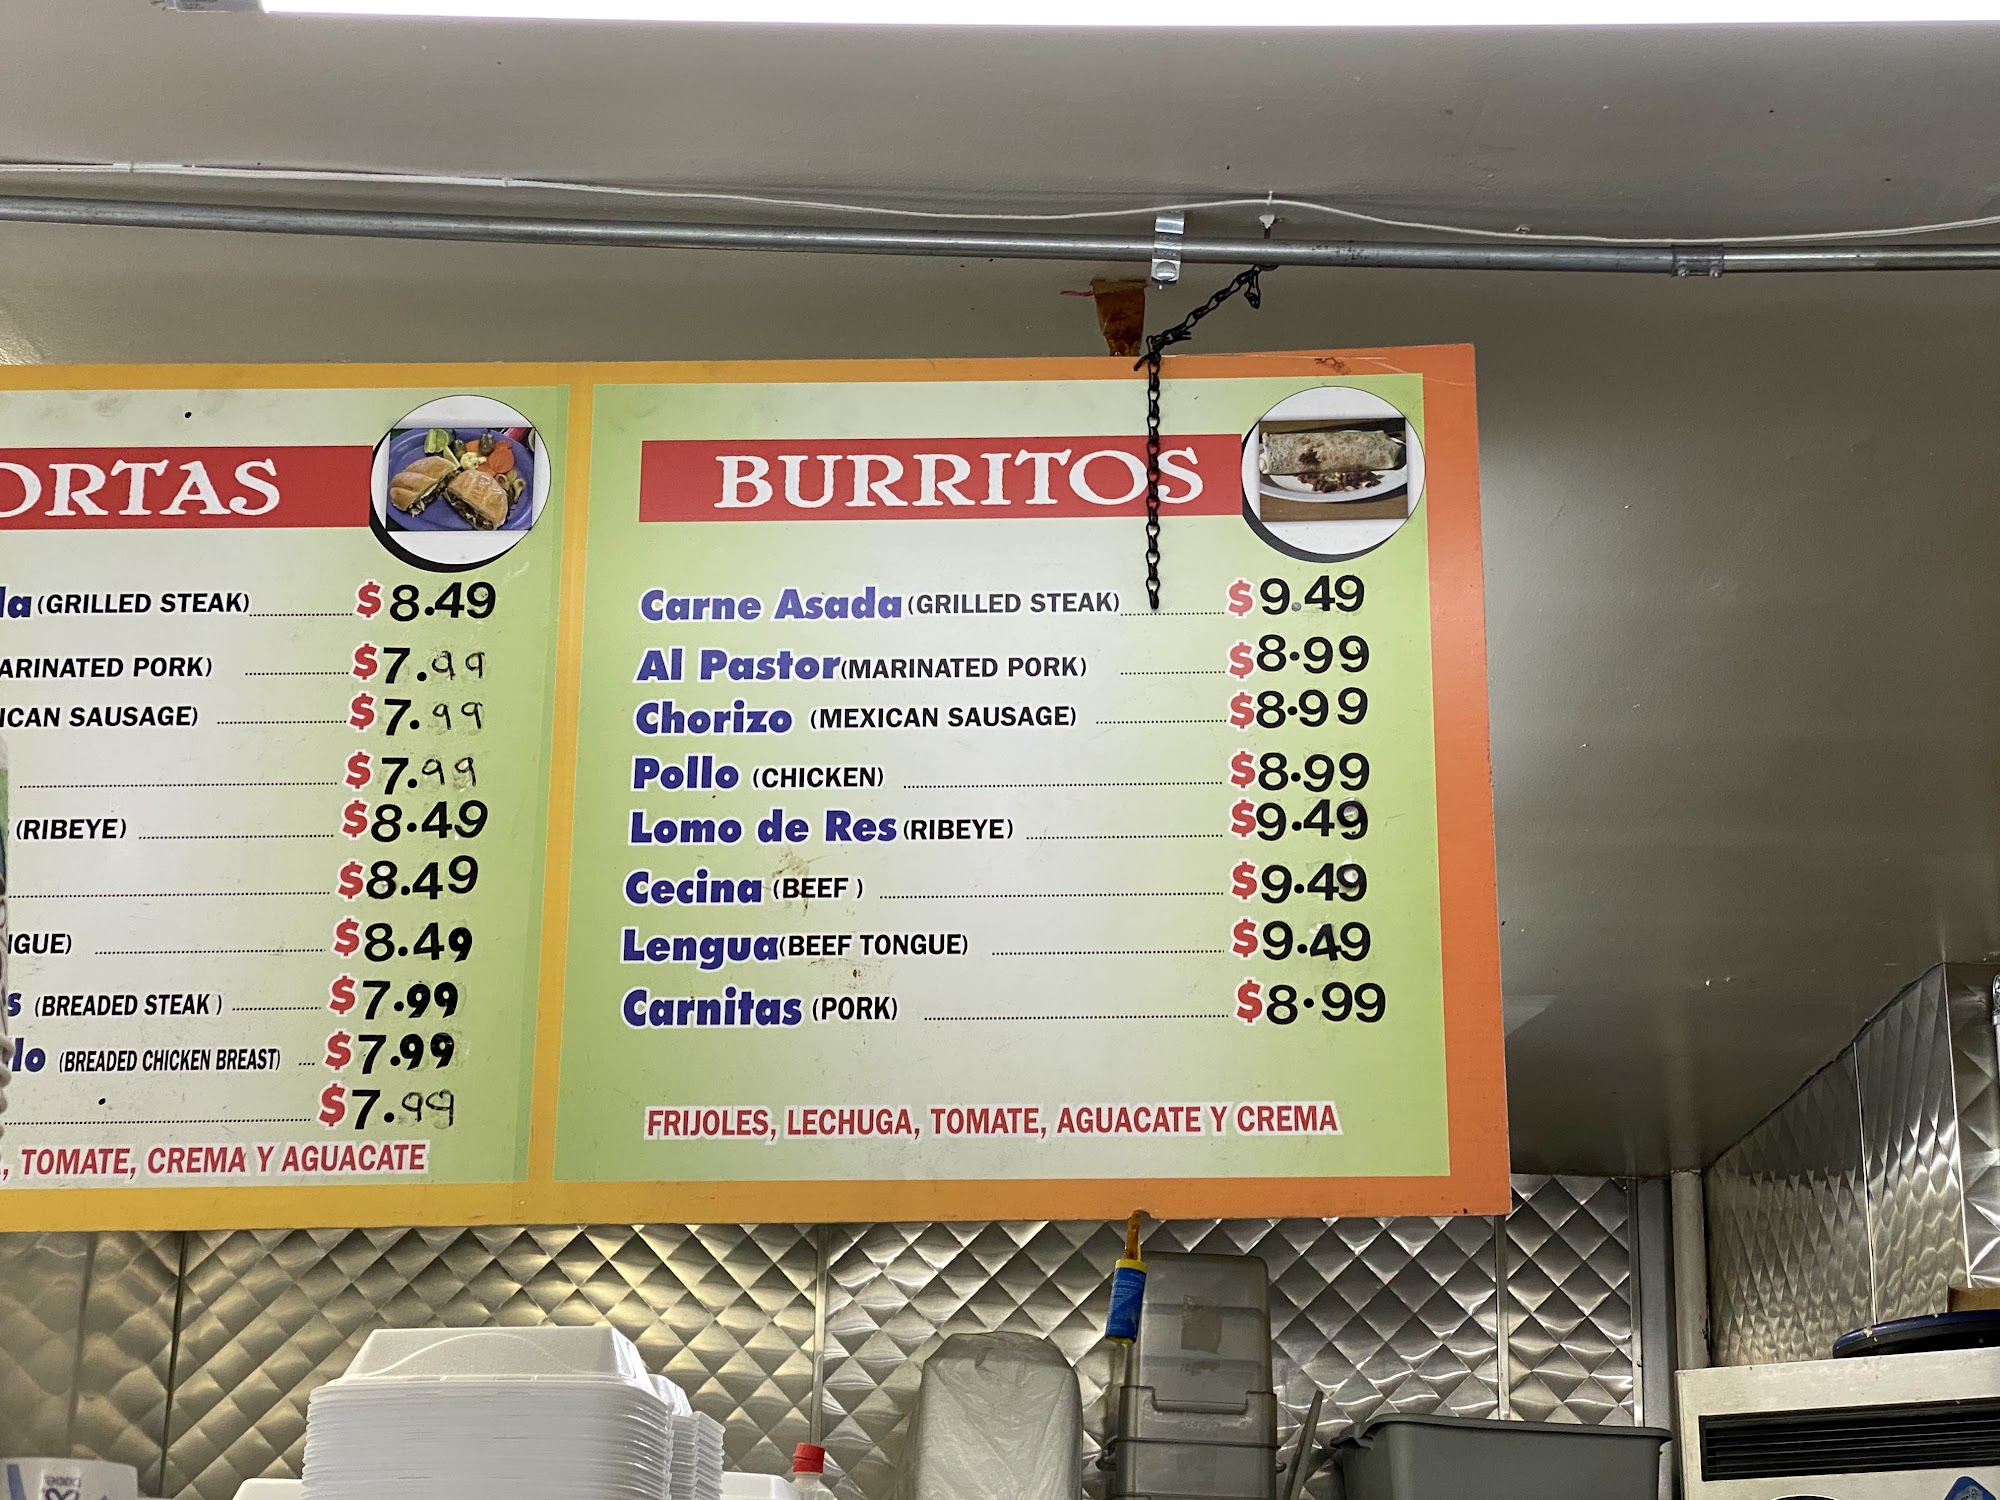 ORTAS
la (GRILLED STEAK) $8.49
ARINATED PORK) $7.99
ICAN SAUSAGE) $7.99
$7.99
(RIBEYE) $8.49
$8.49
GUE) $8.49
S (BREADED STEAK) $7.99
lo (BREADED CHICKEN BREAST) $7.99
$7.99
, TOMATE, CREMA Y AGUACATE
BURRITOS
Carne Asada (GRILLED STEAK) $9.49
Al Pastor (MARINATED PORK) $8.99
Chorizo (MEXICAN SAUSAGE) $8.99
Pollo (CHICKEN) $8.99
Lomo de Res (RIBEYE) $9.49
Cecina (BEEF) $9.49
Lengua (BEEF TONGUE) $9.49
Carnitas (PORK) $8.99
FRIJOLES, LECHUGA, TOMATE, AGUACATE Y CREMA